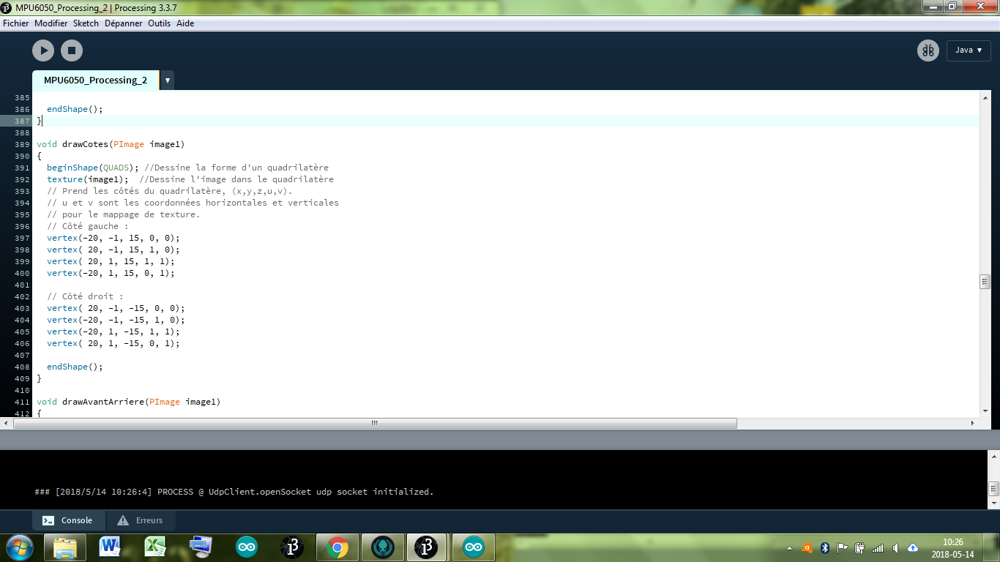 MPU6050_Processing_2 | Processing 3.3.7
Fichier Modifier Sketch Dépanner Outils Aide
Java ▼
MPU6050_Processing_2 ▼
385
386   endShape();
387 }
388
389 void drawCotes(PImage image1)
390 {
391   beginShape(QUADS); //Dessine la forme d'un quadrilatère
392   texture(image1);  //Dessine l'image dans le quadrilatère
393   // Prend les côtés du quadrilatère, (x,y,z,u,v).
394   // u et v sont les coordonnées horizontales et verticales
395   // pour le mappage de texture.
396   // Côté gauche :
397   vertex(-20, -1, 15, 0, 0);
398   vertex( 20, -1, 15, 1, 0);
399   vertex( 20, 1, 15, 1, 1);
400   vertex(-20, 1, 15, 0, 1);
401
402   // Côté droit :
403   vertex( 20, -1, -15, 0, 0);
404   vertex(-20, -1, -15, 1, 0);
405   vertex(-20, 1, -15, 1, 1);
406   vertex( 20, 1, -15, 0, 1);
407
408   endShape();
409 }
410
411 void drawAvantArriere(PImage image1)
412 {
### [2018/5/14 10:26:4] PROCESS @ UdpClient.openSocket udp socket initialized.
Console Erreurs
10:26
2018-05-14